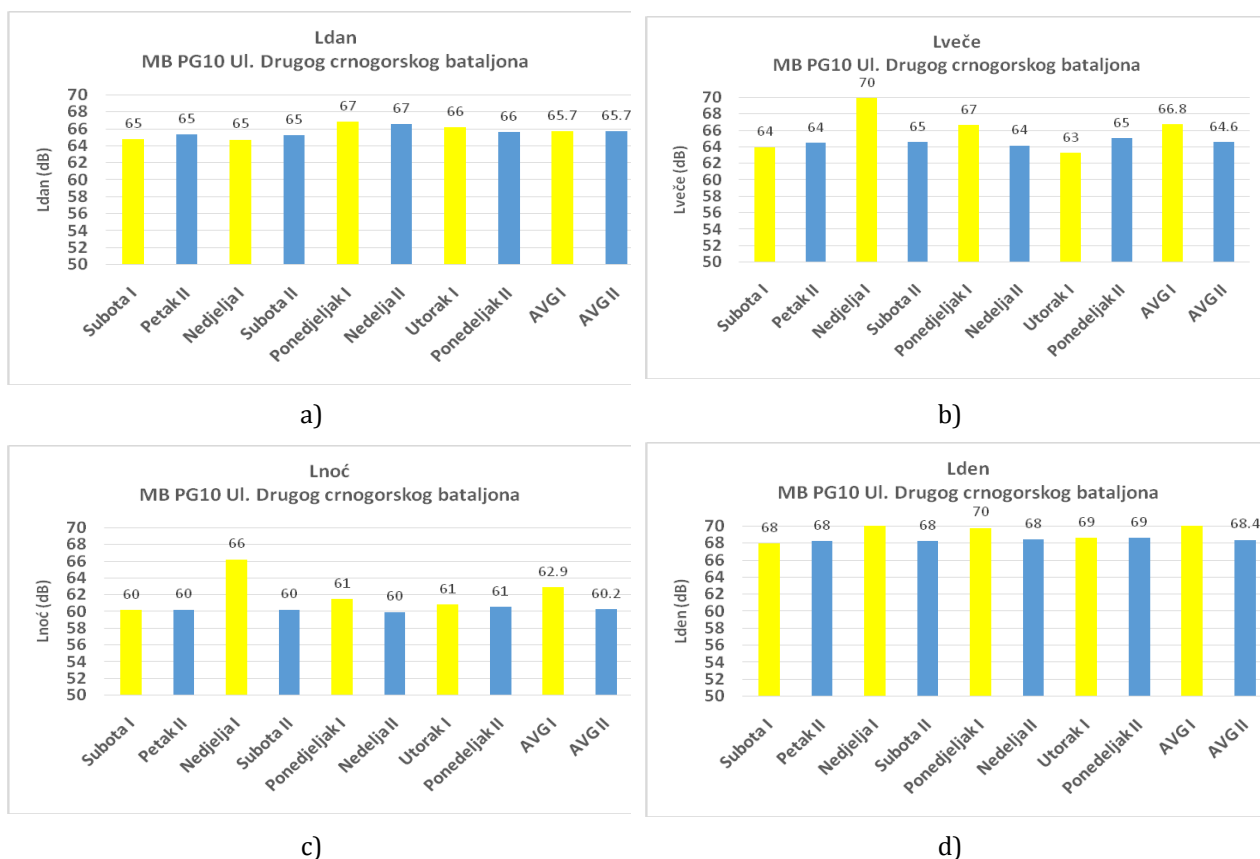 Ldan
MB PG10 Ul. Drugog crnogorskog bataljona
Ldan (dB)
70
68
66
64
62
60
58
56
54
52
50
65
65
65
65
67
67
66
66
65.7
65.7
Subota I
Petak II
Nedjelja I
Subota II
Ponedjeljak I
Nedelja II
Utorak I
Ponedeljak II
AVG I
AVG II
a)
Lveče
MB PG10 Ul. Drugog crnogorskog bataljona
Lveče (dB)
70
68
66
64
62
60
58
56
54
52
50
64
64
70
65
67
64
63
65
66.8
64.6
Subota I
Petak II
Nedjelja I
Subota II
Ponedjeljak I
Nedelja II
Utorak I
Ponedeljak II
AVG I
AVG II
b)
Lnoć
MB PG10 Ul. Drugog crnogorskog bataljona
Lnoć (dB)
70
68
66
64
62
60
58
56
54
52
50
60
60
66
60
61
60
61
61
62.9
60.2
Subota I
Petak II
Nedjelja I
Subota II
Ponedjeljak I
Nedelja II
Utorak I
Ponedeljak II
AVG I
AVG II
c)
Lden
MB PG10 Ul. Drugog crnogorskog bataljona
Lden (dB)
70
68
66
64
62
60
58
56
54
52
50
68
68
68
70
68
69
69
68.4
Subota I
Petak II
Nedjelja I
Subota II
Ponedjeljak I
Nedelja II
Utorak I
Ponedeljak II
AVG I
AVG II
d)